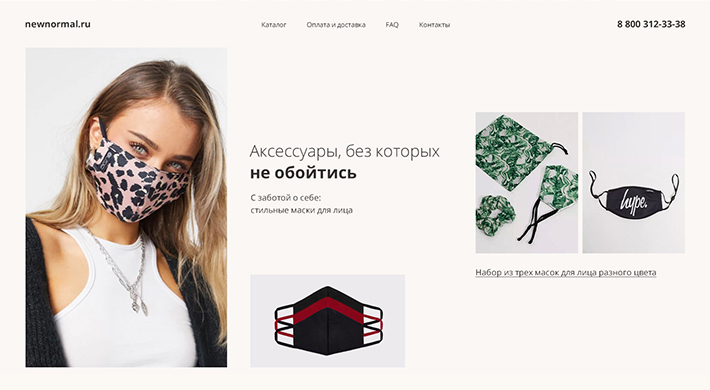 newnormal.ru
Каталог
Оплата и доставка
FAQ
Контакты
8 800 312-33-38
Аксессуары, без которых
не обойтись
С заботой о себе:
стильные маски для лица
hype.
Набор из трех масок для лица разного цвета